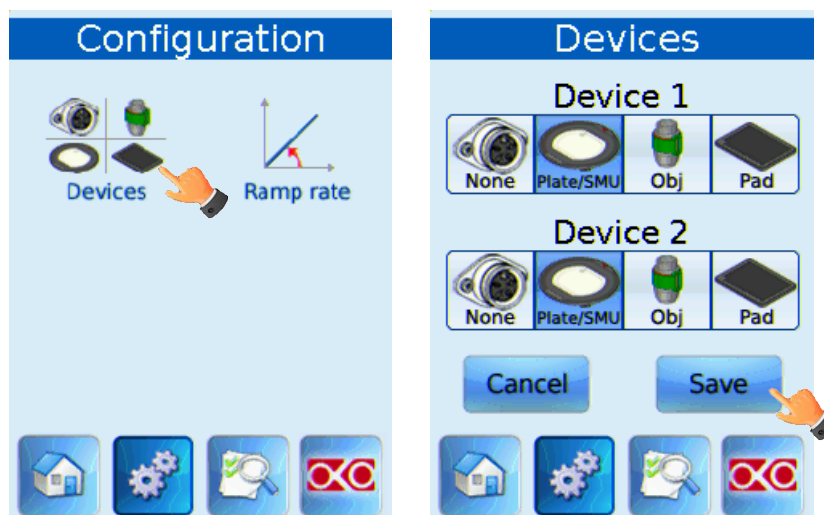 Configuration
Devices
Ramp rate
Devices
Device 1
None
Plate/SMU
Obj
Pad
Device 2
None
Plate/SMU
Obj
Pad
Cancel
Save